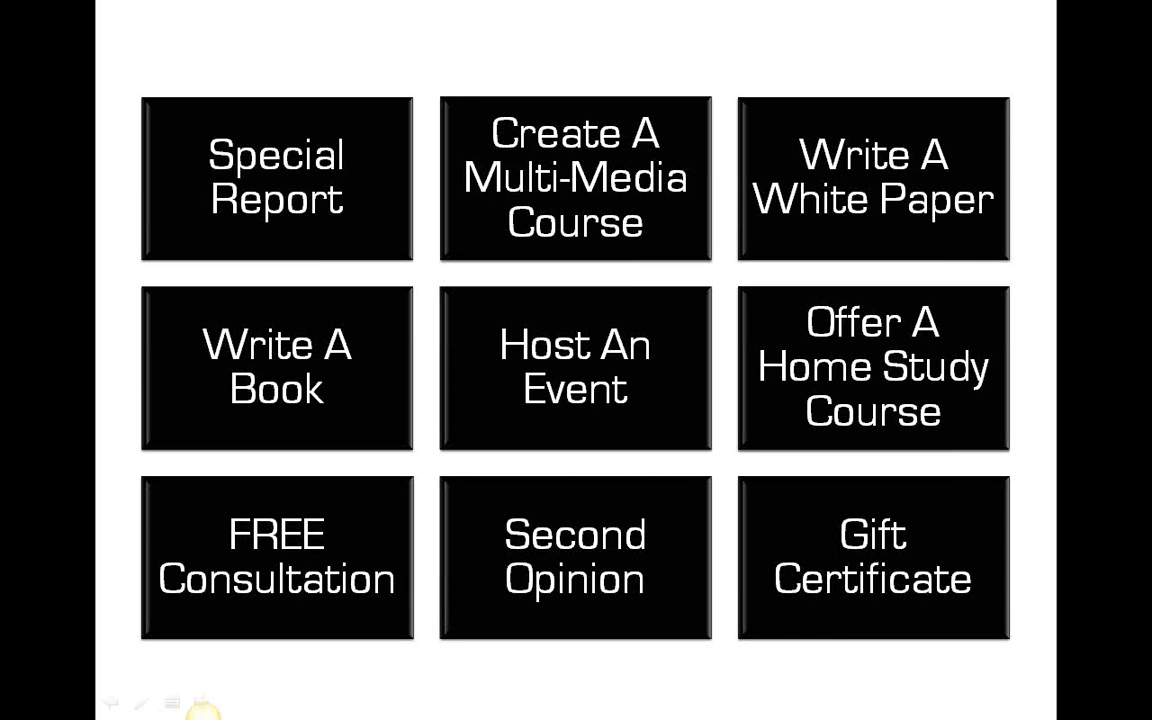 Special
Report
Create A
Multi-Media
Course
Write A
White Paper
Write A
Book
Host An
Event
Offer A
Home Study
Course
FREE
Consultation
Second
Opinion
Gift
Certificate